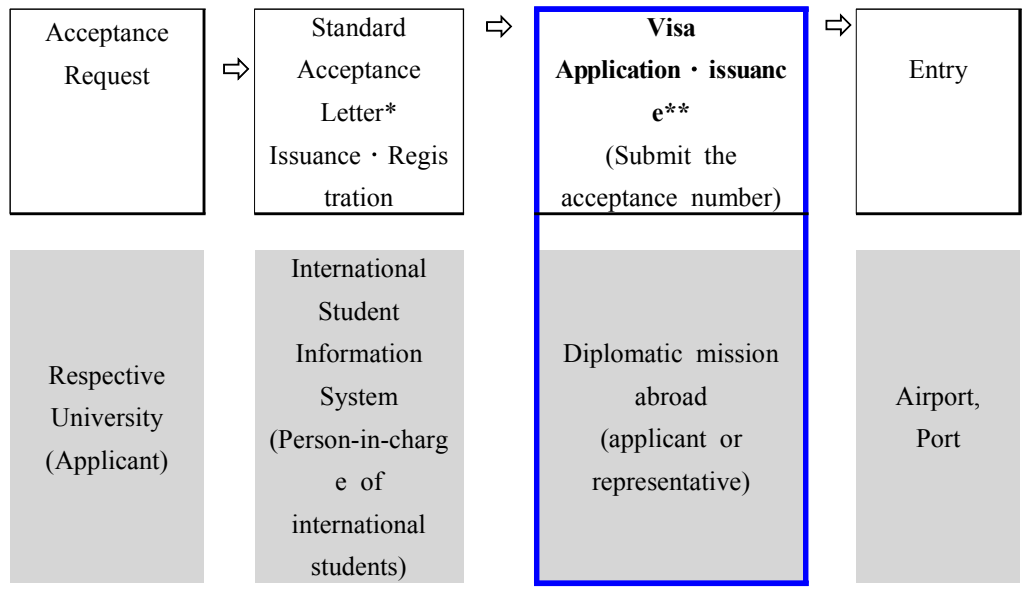 Acceptance
Request
⇨
Standard
Acceptance
Letter*
Issuance・Regis
tration
⇨
Visa
Application・issuanc
e**
(Submit the
acceptance number)
⇨
Entry
Respective
University
(Applicant)
International
Student
Information
System
(Person-in-charg
e of
international
students)
Diplomatic mission
abroad
(applicant or
representative)
Airport,
Port